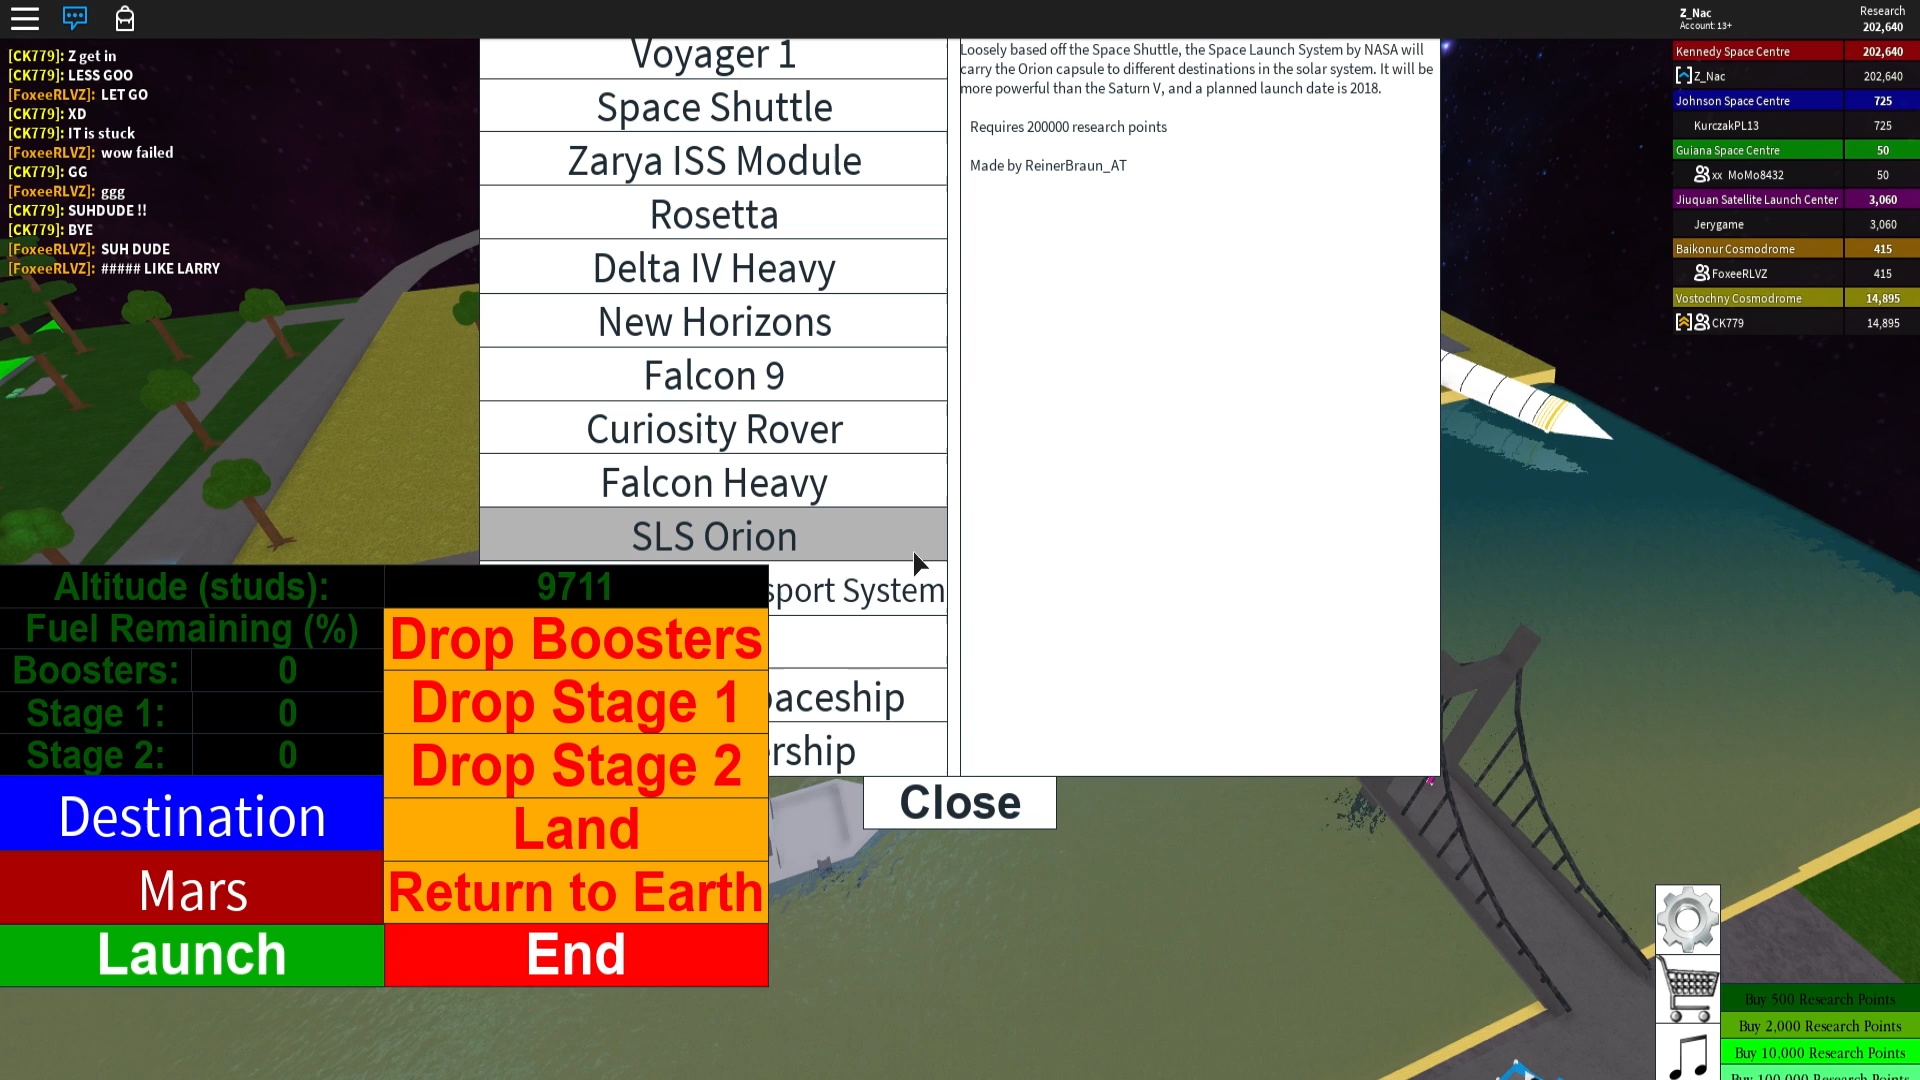 Z_Nac
Account: 13+
Research
202,640
[CK779]: Z get in
[CK779]: LESS GOO
[FoxeeRLVZ]: LET GO
[CK779]: XD
[CK779]: IT is stuck
[FoxeeRLVZ]: wow failed
[CK779]: GG
[FoxeeRLVZ]: ggg
[CK779]: SUHDUDE !!
[CK779]: BYE
[FoxeeRLVZ]: SUH DUDE
[FoxeeRLVZ]: ##### LIKE LARRY
Voyager 1
Space Shuttle
Zarya ISS Module
Rosetta
Delta IV Heavy
New Horizons
Falcon 9
Curiosity Rover
Falcon Heavy
SLS Orion
sport System
paceship
ership
Loosely based off the Space Shuttle, the Space Launch System by NASA will
carry the Orion capsule to different destinations in the solar system. It will be
more powerful than the Saturn V, and a planned launch date is 2018.
Requires 200000 research points
Made by ReinerBraun_AT
Close
Kennedy Space Centre 202,640
Z_Nac 202,640
Johnson Space Centre 725
KurczakPL13 725
Guiana Space Centre 50
xx_MoMo8432 50
Jiuquan Satellite Launch Center 3,060
Jerygame 3,060
Baikonur Cosmodrome 415
FoxeeRLVZ 415
Vostochny Cosmodrome 14,895
CK779 14,895
Altitude (studs): 9711
Fuel Remaining (%)
Boosters: 0
Stage 1: 0
Stage 2: 0
Destination
Mars
Launch
Drop Boosters
Drop Stage 1
Drop Stage 2
Land
Return to Earth
End
Buy 500 Research Points
Buy 2,000 Research Points
Buy 10,000 Research Points
Buy 100,000 Research Points